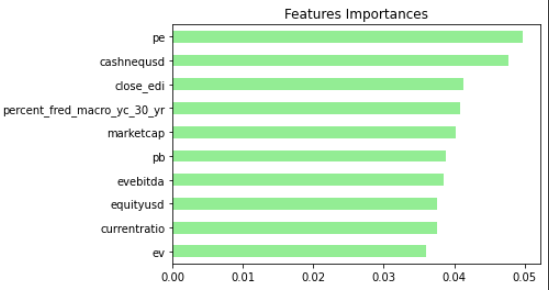 Features Importances
pe
cashnequsd
close_edi
percent_fred_macro_yc_30_yr
marketcap
pb
evebitda
equityusd
currentratio
ev
0.00 0.01 0.02 0.03 0.04 0.05